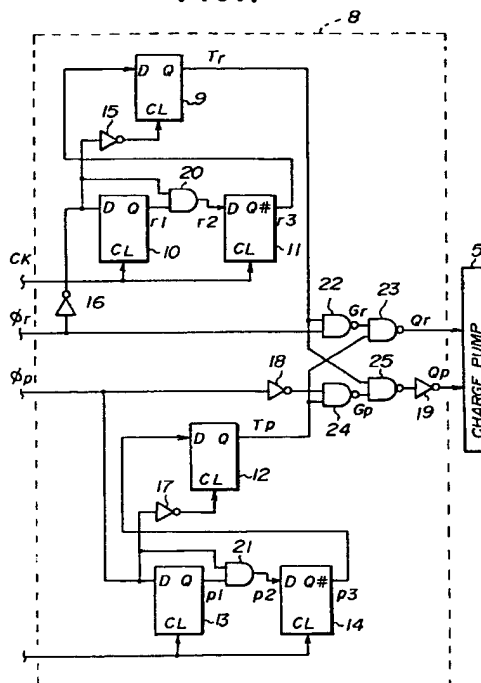 8
D Q
CL
Tr
9
15
20
D Q
CL
r1
10
r2
D Q#
CL
r3
11
CK
16
22
23
Φr
Gr
Qr
5
CHARGE PUMP
18
25
Φp
Qp
Gp
24
19
D Q
CL
Tp
12
17
21
D Q
CL
p1
13
p2
D Q#
CL
p3
14